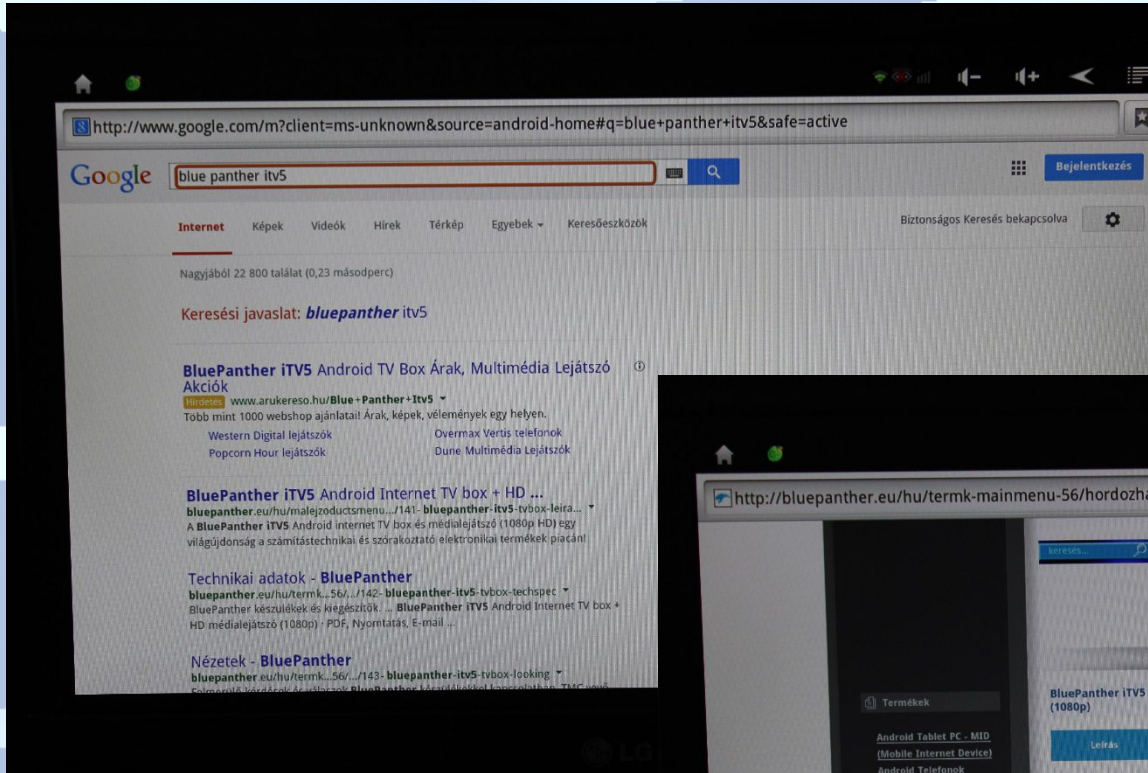 http://www.google.com/m?client=ms-unknown&source=android-home#q=blue+panther+itv5&safe=active
Google
blue panther itv5
Bejelentkezés
Internet Képek Videók Hírek Térkép Egyebek Keresőeszközök
Biztonságos Keresés bekapcsolva
Nagyjából 22 800 találat (0,23 másodperc)
Keresési javaslat: bluepanther itv5
BluePanther iTV5 Android TV Box Árak, Multimédia Lejátszó
Akciók
Hirdetés www.arukereso.hu/Blue+Panther+Itv5
Több mint 1000 webshop ajánlatai! Árak, képek, vélemények egy helyen.
Western Digital lejátszók Overmax Vertis telefonok
Popcorn Hour lejátszók Dune Multimédia Lejátszók
BluePanther iTV5 Android Internet TV box + HD ...
bluepanther.eu/hu/malejzoductsmenu.../141-bluepanther-itv5-tvbox-leira...
A BluePanther iTV5 Android internet TV box és médialejátszó (1080p HD) egy
világújdonság a számítástechnikai és szórakoztató elektronikai termékek piacán!
Technikai adatok - BluePanther
bluepanther.eu/hu/termk...56/.../142-bluepanther-itv5-tvbox-techspec
BluePanther készülékek és kiegészítők. ... BluePanther iTV5 Android Internet TV box +
HD médialejátszó (1080p) · PDF, Nyomtatás, E-mail ...
Nézetek - BluePanther
bluepanther.eu/hu/termk...56/.../143-bluepanther-itv5-tvbox-looking
LG
http://bluepanther.eu/hu/termk-mainmenu-56/hordozha
keresés...
Termékek
Android Tablet PC - MID
(Mobile Internet Device)
Android Telefonok
BluePanther iTV5
(1080p)
Leírás